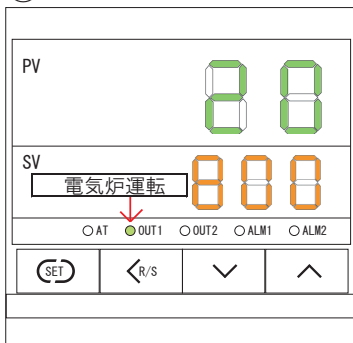 PV
20
SV
800
電気炉運転
AT OUT1 OUT2 ALM1 ALM2
SET R/S